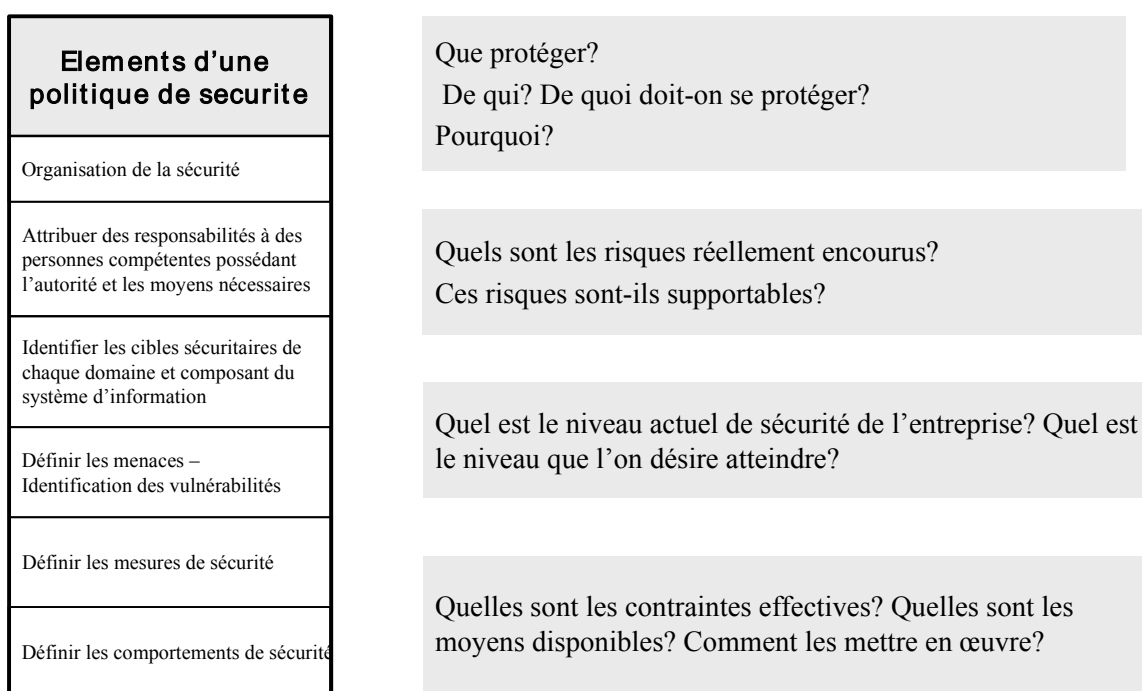 Elements d'une
politique de securite
Organisation de la sécurité
Attribuer des responsabilités à des
personnes compétentes possédant
l'autorité et les moyens nécessaires
Identifier les cibles sécuritaires de
chaque domaine et composant du
système d'information
Définir les menaces –
Identification des vulnérabilités
Définir les mesures de sécurité
Définir les comportements de sécurité
Que protéger?
De qui? De quoi doit-on se protéger?
Pourquoi?
Quels sont les risques réellement encourus?
Ces risques sont-ils supportables?
Quel est le niveau actuel de sécurité de l'entreprise? Quel est
le niveau que l'on désire atteindre?
Quelles sont les contraintes effectives? Quelles sont les
moyens disponibles? Comment les mettre en œuvre?